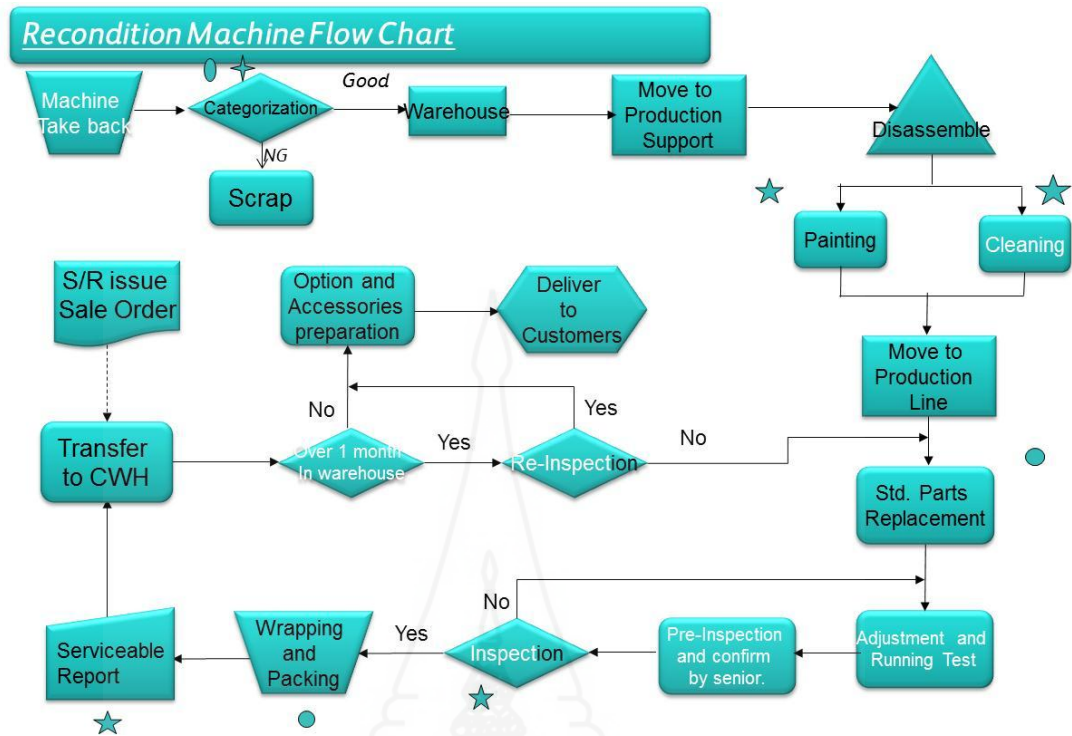 Recondition Machine Flow Chart
Machine
Take back
Categorization
Good
Warehouse
Move to
Production
Support
Disassemble
NG
Scrap
Painting
Cleaning
S/R issue
Sale Order
Option and
Accessories
preparation
Deliver
to
Customers
Move to
Production
Line
No
Yes
Transfer
to CWH
Over 1 month
In warehouse
Yes
Re-Inspection
No
Std. Parts
Replacement
No
Serviceable
Report
Wrapping
and
Packing
Yes
Inspection
Pre-Inspection
and confirm
by senior.
Adjustment and
Running Test